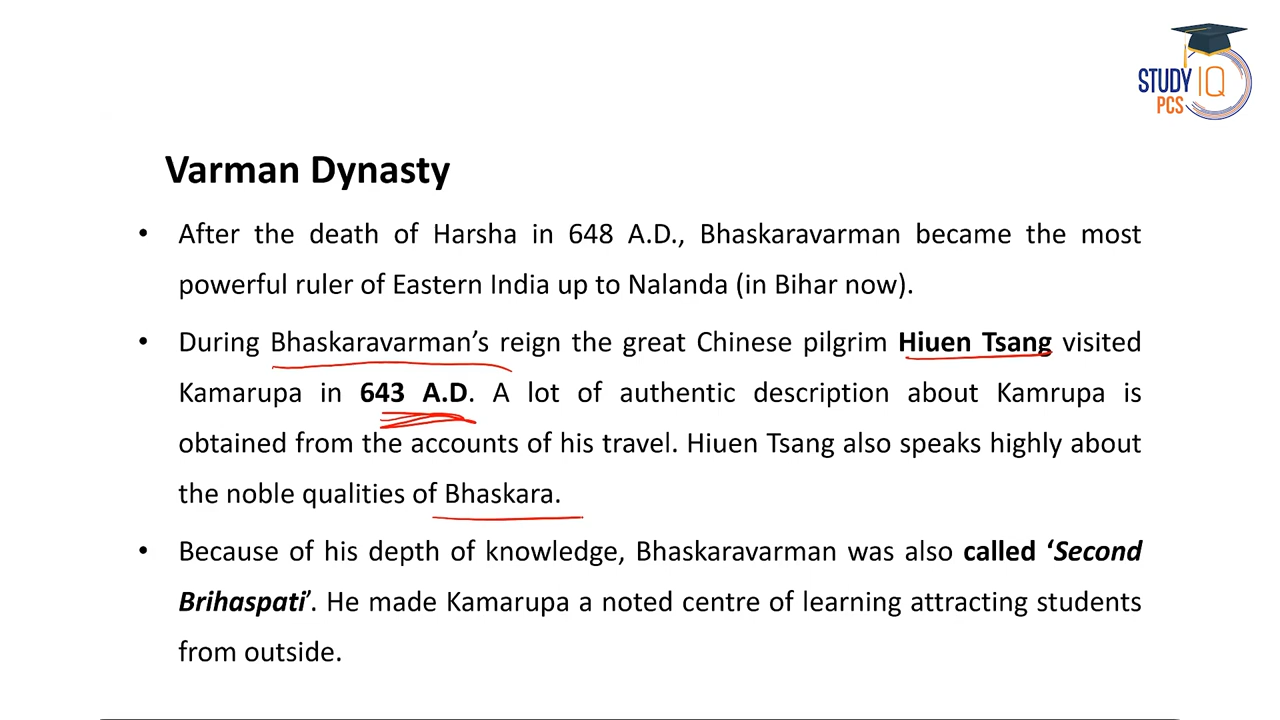 STUDY IQ
PCS
Varman Dynasty
• After the death of Harsha in 648 A.D., Bhaskaravarman became the most
powerful ruler of Eastern India up to Nalanda (in Bihar now).
• During Bhaskaravarman’s reign the great Chinese pilgrim Hiuen Tsang visited
Kamarupa in 643 A.D. A lot of authentic description about Kamrupa is
obtained from the accounts of his travel. Hiuen Tsang also speaks highly about
the noble qualities of Bhaskara.
• Because of his depth of knowledge, Bhaskaravarman was also called ‘Second
Brihaspati’. He made Kamarupa a noted centre of learning attracting students
from outside.